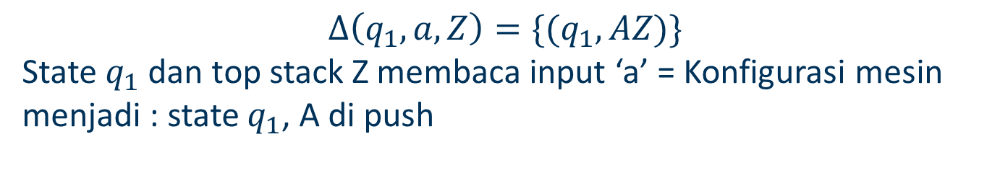 Δ(𝑞₁, 𝑎, 𝑍) = {(𝑞₁, 𝐴𝑍)}
State 𝑞₁ dan top stack Z membaca input ‘a’ = Konfigurasi mesin
menjadi : state 𝑞₁, A di push